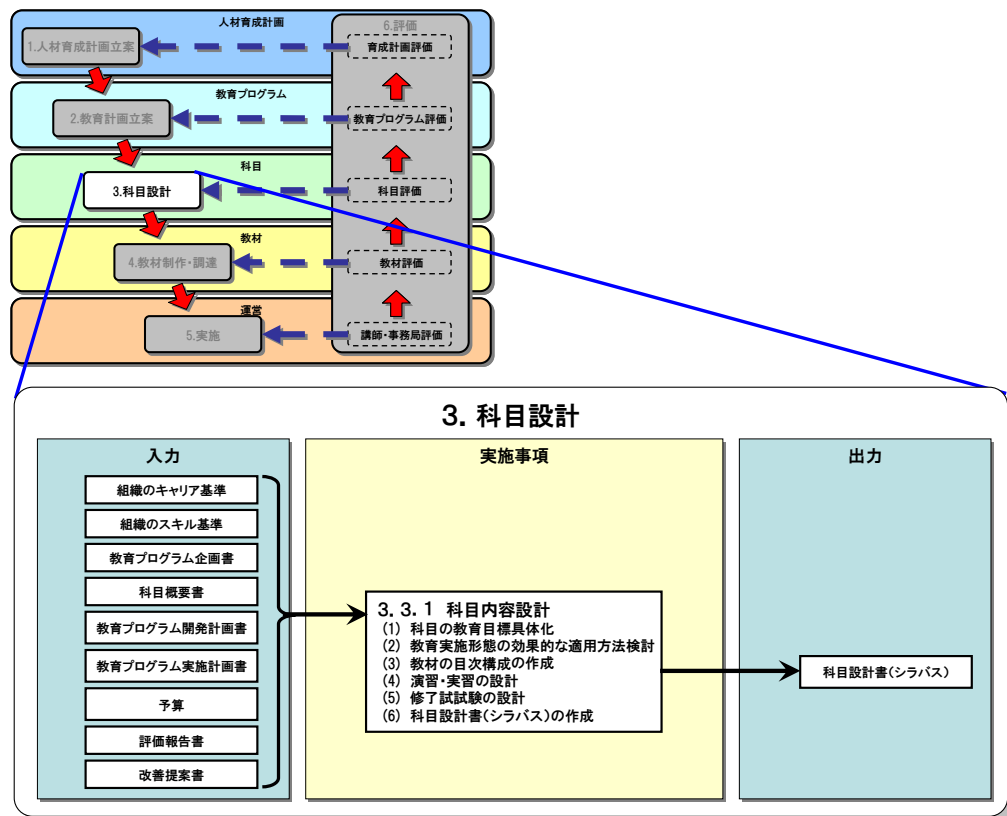 人材育成計画
6.評価
1.人材育成計画立案
育成計画評価
教育プログラム
2.教育計画立案
教育プログラム評価
科目
3.科目設計
科目評価
教材
4.教材制作・調達
教材評価
運営
5.実施
講師・事務局評価
3. 科目設計
入力
実施事項
出力
組織のキャリア基準
組織のスキル基準
教育プログラム企画書
科目概要書
教育プログラム開発計画書
教育プログラム実施計画書
予算
評価報告書
改善提案書
3. 3. 1 科目内容設計
(1) 科目の教育目標具体化
(2) 教育実施形態の効果的な適用方法検討
(3) 教材の目次構成の作成
(4) 演習・実習の設計
(5) 修了試試験の設計
(6) 科目設計書(シラバス)の作成
科目設計書(シラバス)